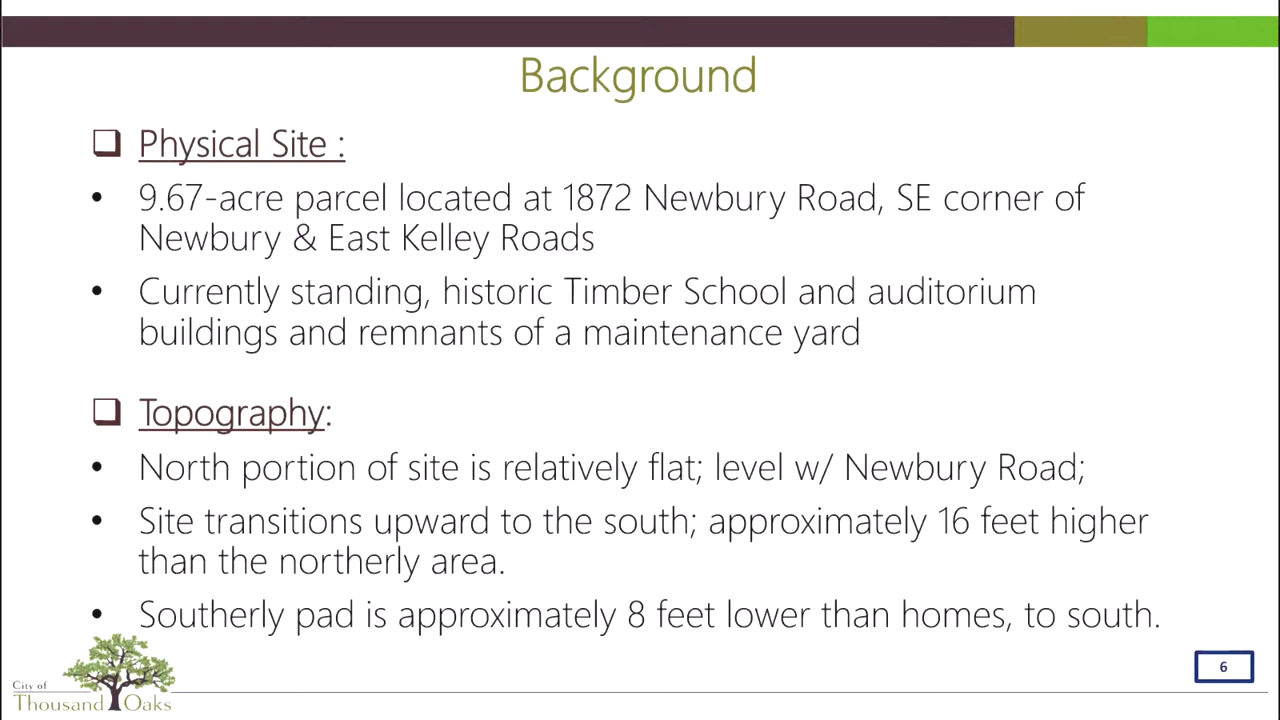 Background
❑ Physical Site :
• 9.67-acre parcel located at 1872 Newbury Road, SE corner of
Newbury & East Kelley Roads
• Currently standing, historic Timber School and auditorium
buildings and remnants of a maintenance yard
❑ Topography:
• North portion of site is relatively flat; level w/ Newbury Road;
• Site transitions upward to the south; approximately 16 feet higher
than the northerly area.
• Southerly pad is approximately 8 feet lower than homes, to south.
City of
Thousand Oaks
6